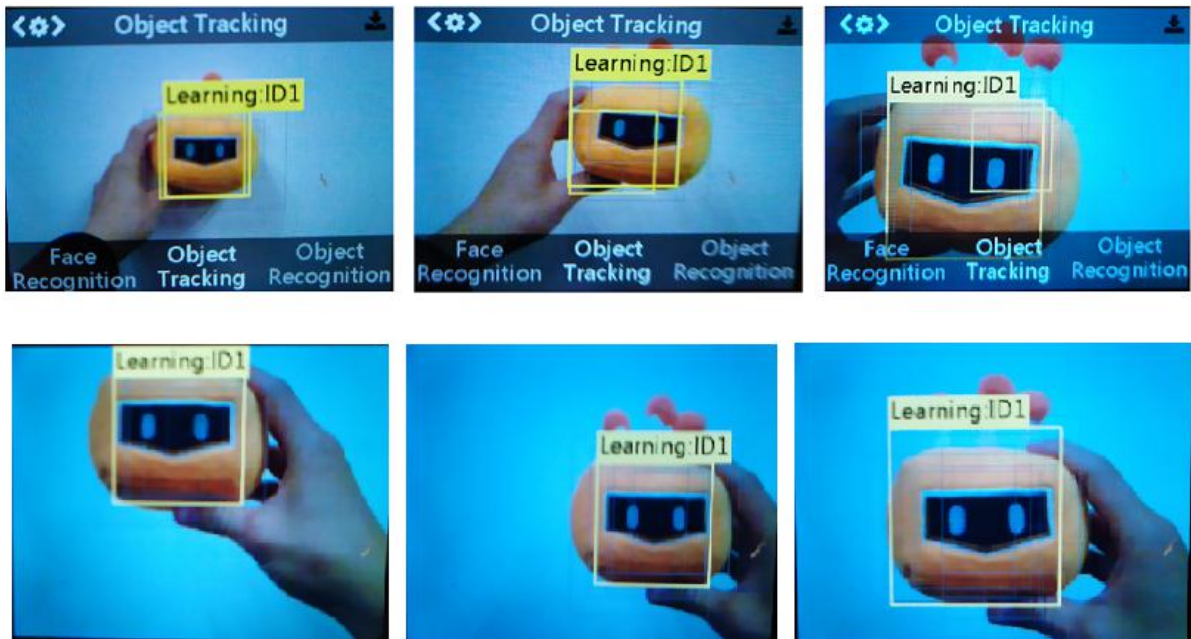 Object Tracking
Learning:ID1
Face
Recognition
Object
Tracking
Object
Recognition
Object Tracking
Learning:ID1
Face
Recognition
Object
Tracking
Object
Recognition
Object Tracking
Learning:ID1
Face
Recognition
Object
Tracking
Object
Recognition
Learning:ID1
Learning:ID1
Learning:ID1